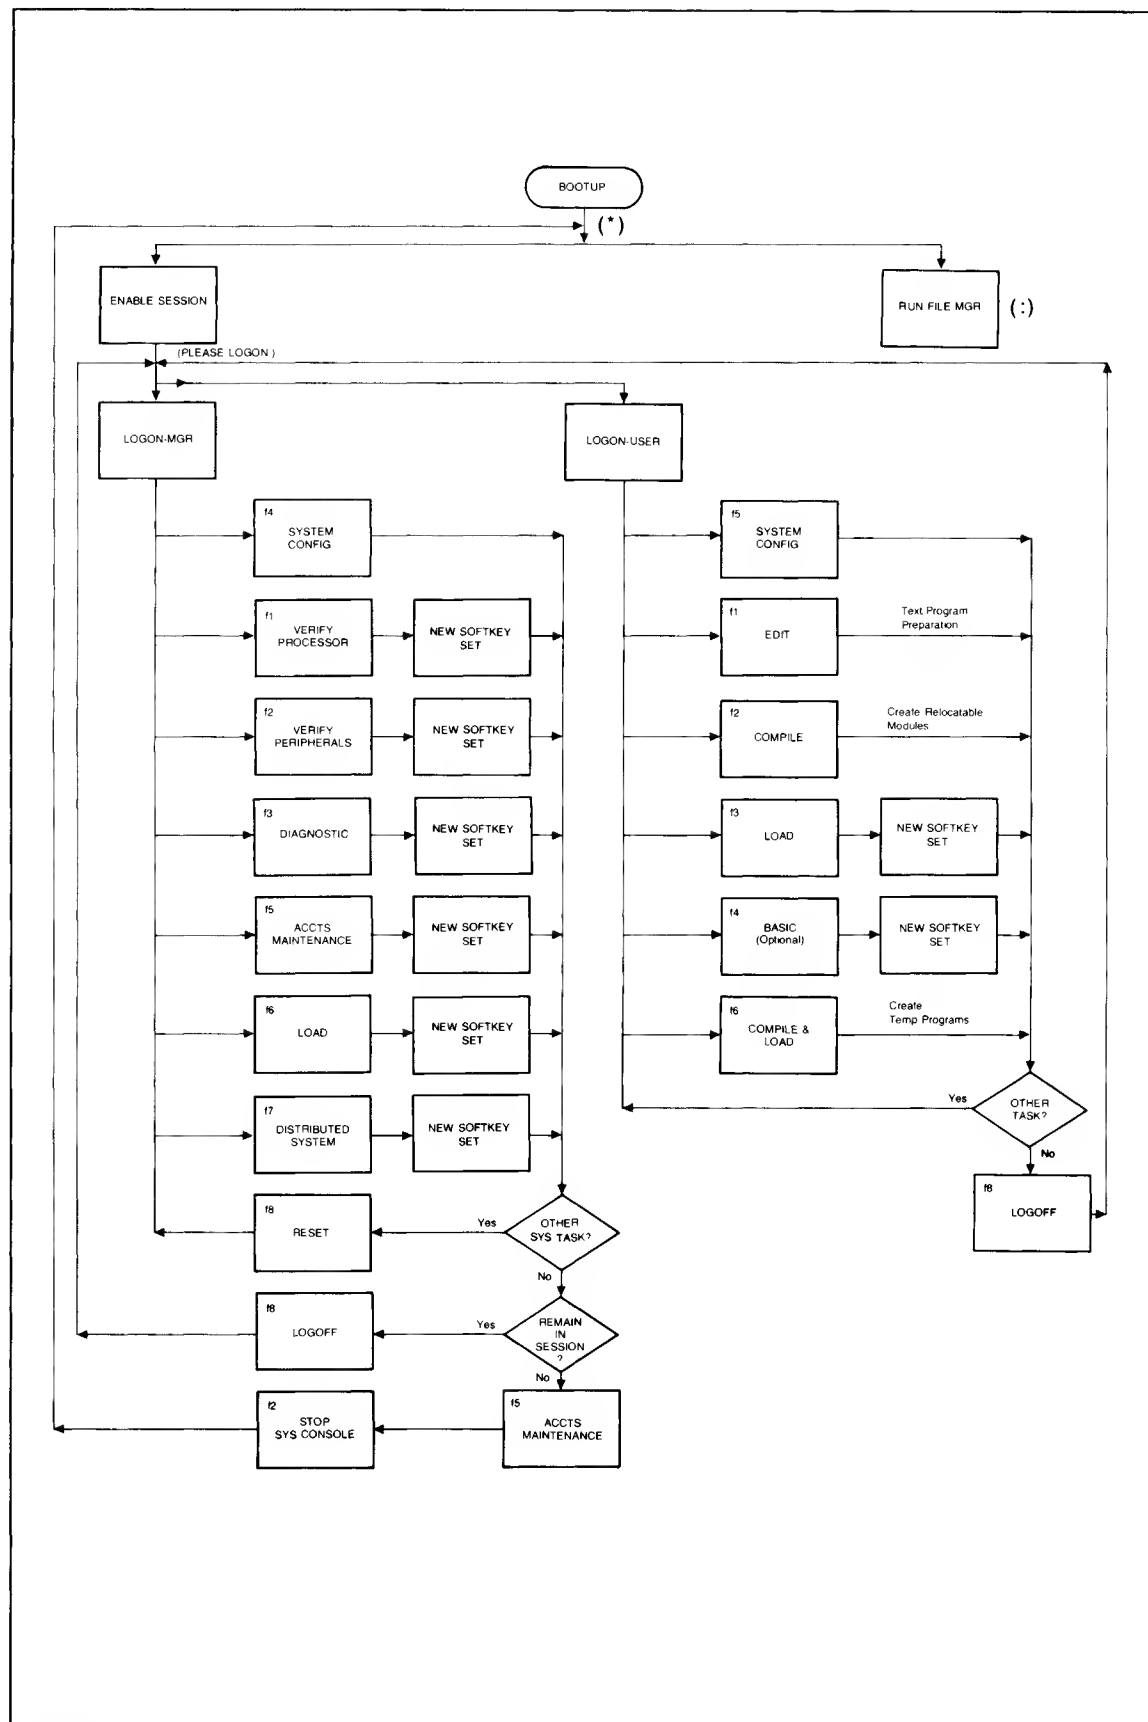 BOOTUP
(*)
ENABLE SESSION
RUN FILE MGR
(:)
(PLEASE LOGON)
LOGON-MGR
LOGON-USER
f4
SYSTEM
CONFIG
f5
SYSTEM
CONFIG
f1
VERIFY
PROCESSOR
NEW SOFTKEY
SET
f1
EDIT
Text Program
Preparation
f2
VERIFY
PERIPHERALS
NEW SOFTKEY
SET
f2
COMPILE
Create Relocatable
Modules
f3
DIAGNOSTIC
NEW SOFTKEY
SET
f3
LOAD
NEW SOFTKEY
SET
f5
ACCTS
MAINTENANCE
NEW SOFTKEY
SET
f4
BASIC
(Optional)
NEW SOFTKEY
SET
f6
LOAD
NEW SOFTKEY
SET
f6
COMPILE &
LOAD
Create
Temp Programs
f7
DISTRIBUTED
SYSTEM
NEW SOFTKEY
SET
Yes
OTHER
TASK?
No
f8
LOGOFF
f8
RESET
Yes
OTHER
SYS TASK?
No
f8
LOGOFF
Yes
REMAIN
IN
SESSION
?
No
f2
STOP
SYS CONSOLE
f5
ACCTS
MAINTENANCE